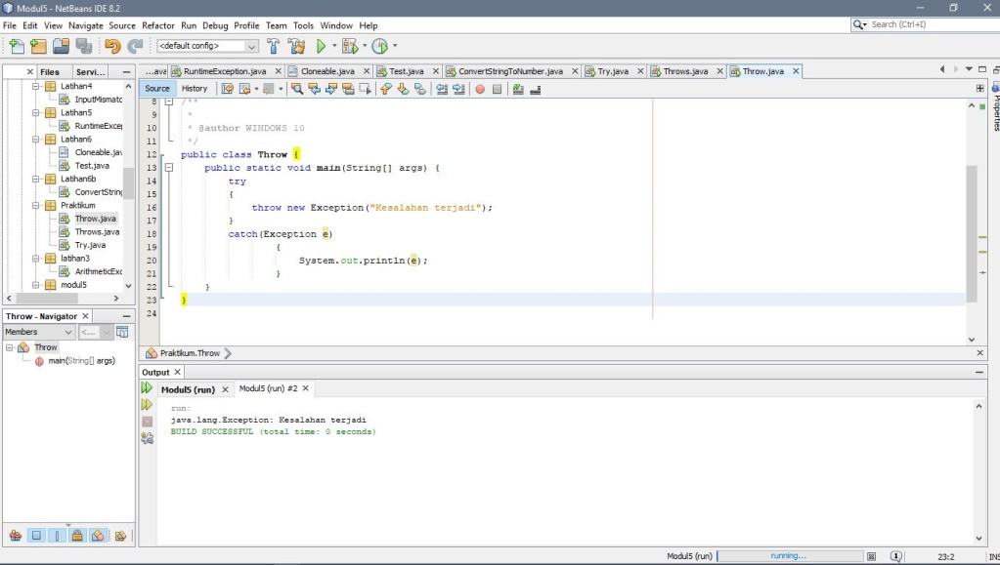 Modul5 - NetBeans IDE 8.2
File Edit View Navigate Source Refactor Run Debug Profile Team Tools Window Help
Search (Ctrl+I)
<default config>
Files
Servi...
...ava
RuntimeException.java
Cloneable.java
Test.java
ConvertStringToNumber.java
Try.java
Throws.java
Throw.java
Source History
Properties
Latihan4
InputMismatc
Latihan5
RuntimeExcep
Latihan6
Cloneable.jav
Test.java
Latihan6b
ConvertString
Praktikum
Throw.java
Throws.java
Try.java
latihan3
ArithmeticExc
modul5
8 /**
9 *
10 * @author WINDOWS 10
11 */
12 public class Throw {
13 public static void main(String[] args) {
14 try
15 {
16 throw new Exception("Kesalahan terjadi");
17 }
18 catch(Exception e)
19 {
20 System.out.println(e);
21 }
22 }
23 }
24
Throw - Navigator
Members
<...
Throw
main(String[] args)
Praktikum.Throw
Output
Modul5 (run)
Modul5 (run) #2
run:
java.lang.Exception: Kesalahan terjadi
BUILD SUCCESSFUL (total time: 0 seconds)
Modul5 (run)
running...
1
23:2
INS